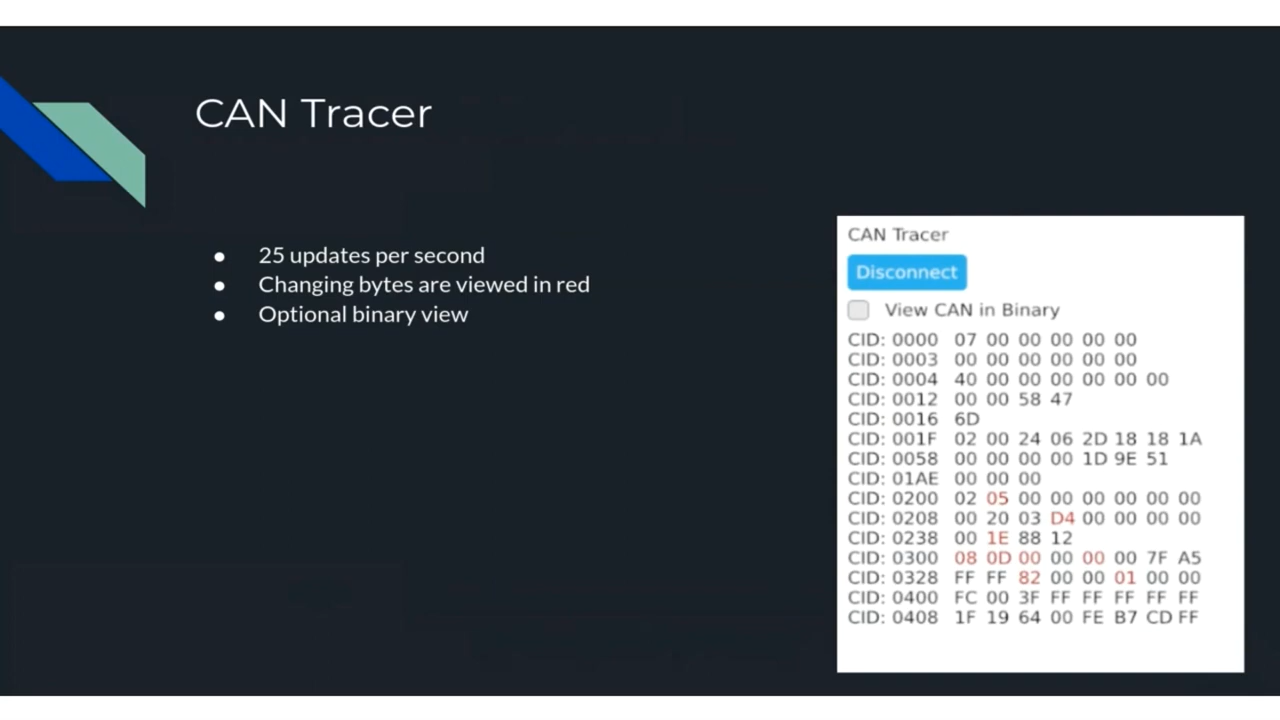 CAN Tracer
● 25 updates per second
● Changing bytes are viewed in red
● Optional binary view
CAN Tracer
Disconnect
View CAN in Binary
CID: 0000 07 00 00 00 00 00
CID: 0003 00 00 00 00 00 00
CID: 0004 40 00 00 00 00 00 00
CID: 0012 00 00 58 47
CID: 0016 6D
CID: 001F 02 00 24 06 2D 18 18 1A
CID: 0058 00 00 00 00 1D 9E 51
CID: 01AE 00 00 00
CID: 0200 02 05 00 00 00 00 00 00
CID: 0208 00 20 03 D4 00 00 00 00
CID: 0238 00 1E 88 12
CID: 0300 08 0D 00 00 00 00 7F A5
CID: 0328 FF FF 82 00 00 01 00 00
CID: 0400 FC 00 3F FF FF FF FF FF
CID: 0408 1F 19 64 00 FE B7 CD FF